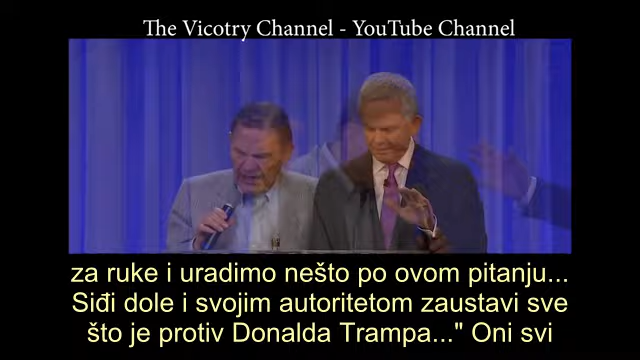 The Vicotry Channel - YouTube Channel
za ruke i uradimo nešto po ovom pitanju...
Siđi dole i svojim autoritetom zaustavi sve
što je protiv Donalda Trampa..." Oni svi